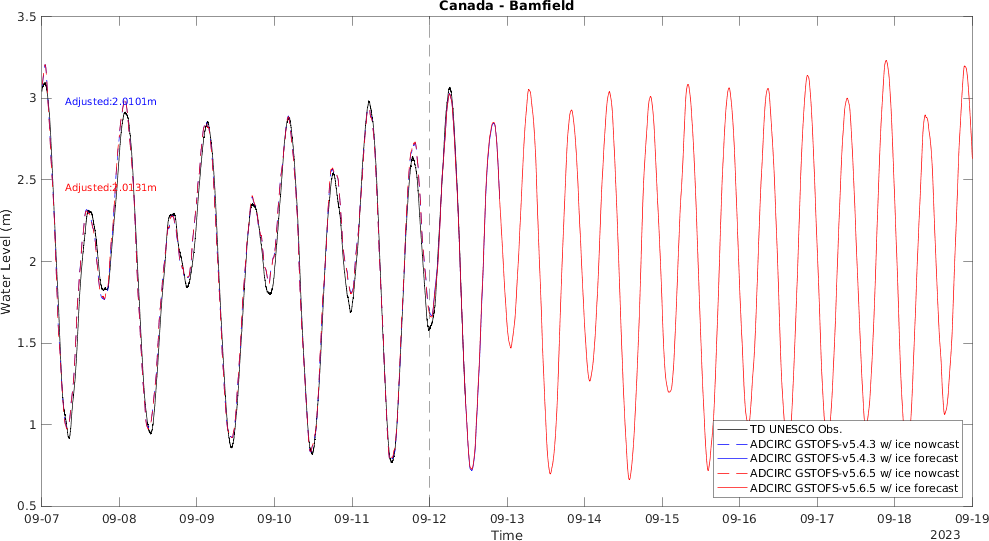 Canada - Bamfield
3.5
3
2.5
2
1.5
1
0.5
Water Level (m)
Adjusted:2.0101m
Adjusted:2.0131m
TD UNESCO Obs.
ADCIRC GSTOFS-v5.4.3 w/ ice nowcast
ADCIRC GSTOFS-v5.4.3 w/ ice forecast
ADCIRC GSTOFS-v5.6.5 w/ ice nowcast
ADCIRC GSTOFS-v5.6.5 w/ ice forecast
09-07 09-08 09-09 09-10 09-11 09-12 09-13 09-14 09-15 09-16 09-17 09-18 09-19
Time
2023